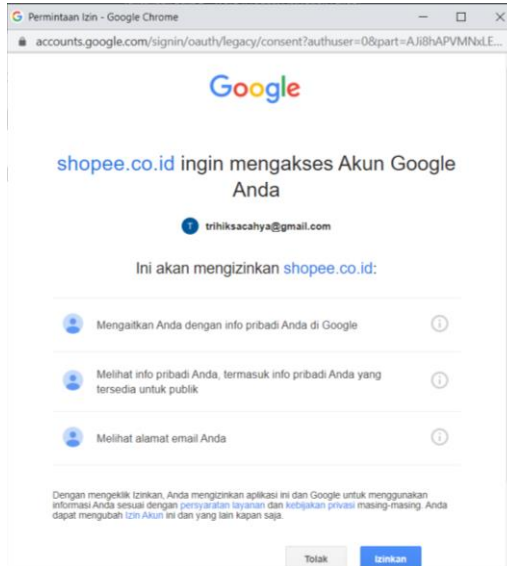 Permintaan Izin - Google Chrome
accounts.google.com/signin/oauth/legacy/consent?authuser=0&part=AJi8hAPVMNxLE...
Google
shopee.co.id ingin mengakses Akun Google
Anda
T trihiksacahya@gmail.com
Ini akan mengizinkan shopee.co.id:
Mengaitkan Anda dengan info pribadi Anda di Google
Melihat info pribadi Anda, termasuk info pribadi Anda yang
tersedia untuk publik
Melihat alamat email Anda
Dengan mengeklik Izinkan, Anda mengizinkan aplikasi ini dan Google untuk menggunakan
informasi Anda sesuai dengan persyaratan layanan dan kebijakan privasi masing-masing. Anda
dapat mengubah Izin Akun ini dan yang lain kapan saja.
Tolak Izinkan